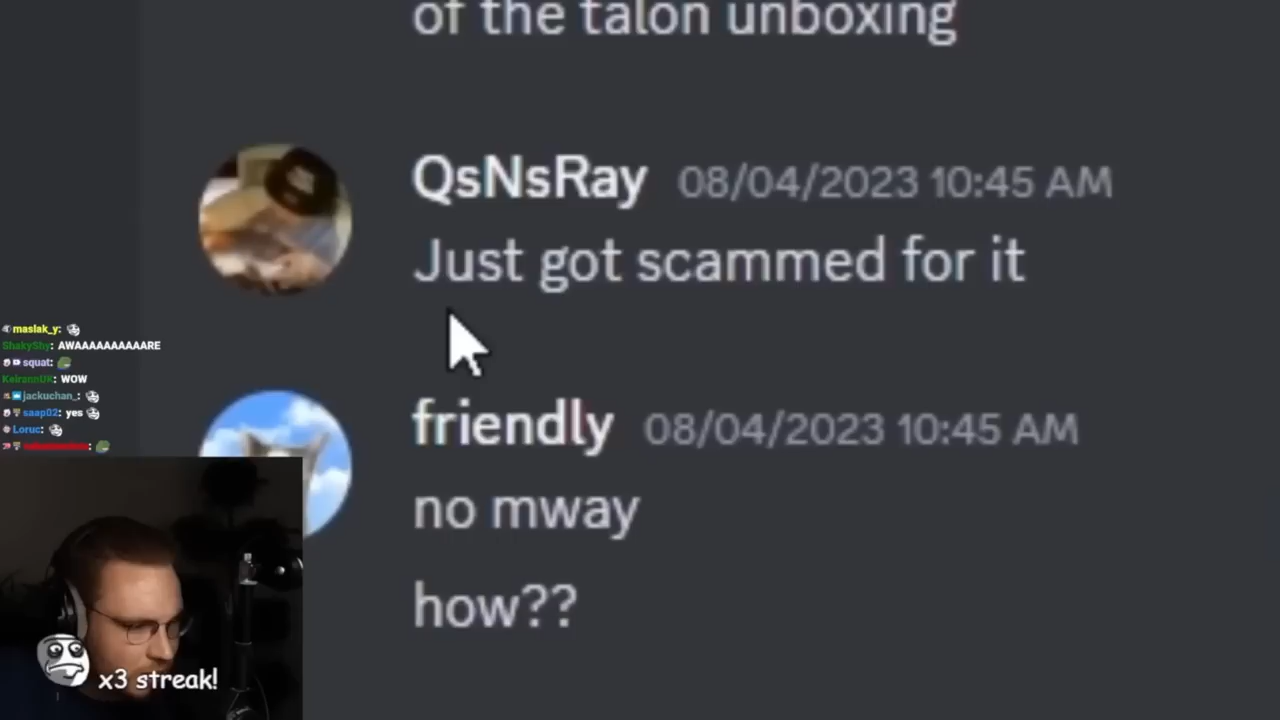 of the talon unboxing
QsNsRay 08/04/2023 10:45 AM
Just got scammed for it
friendly 08/04/2023 10:45 AM
no mway
how??
maslak_y:
ShakyShy: AWAAAAAAAAAARE
squat:
KeirannUK: WOW
jackuchan_:
saap02: yes
Loruc:
x3 streak!